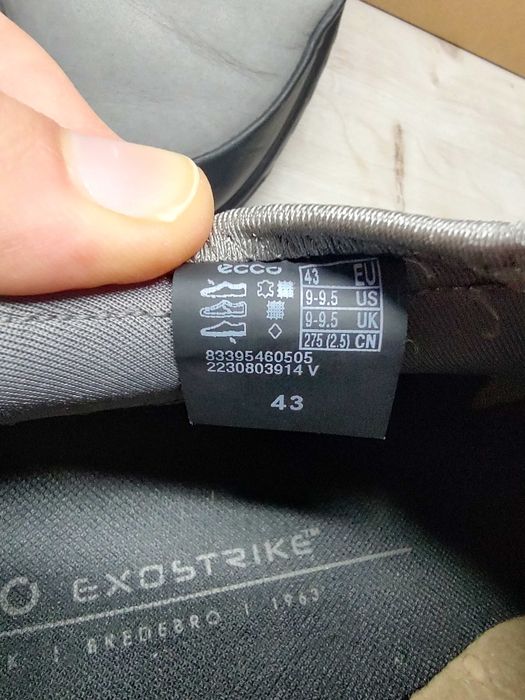 ecco
43 EU
9-9.5 US
9-9.5 UK
275 (2.5) CN
83395460505
2230803914 V
43
O EXOSTRIKE™
K | BREDEBRO | 1963